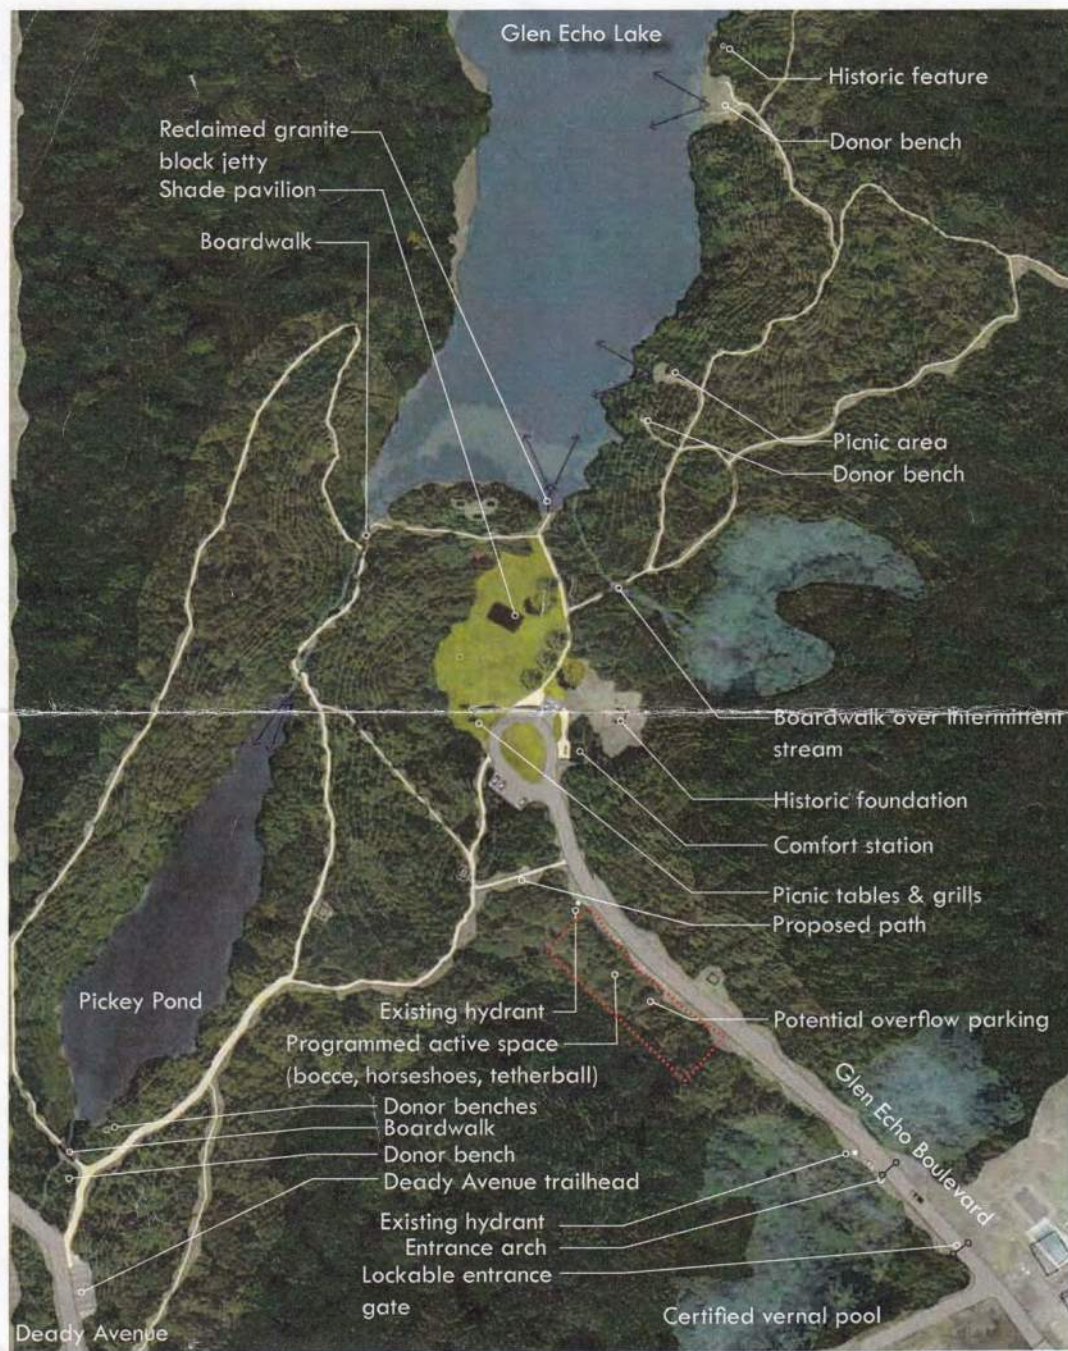 Glen Echo Lake
Historic feature
Donor bench
Reclaimed granite
block jetty
Shade pavilion
Boardwalk
Picnic area
Donor bench
Boardwalk over intermittent
stream
Historic foundation
Comfort station
Picnic tables & grills
Proposed path
Pickey Pond
Existing hydrant
Potential overflow parking
Programmed active space
(bocce, horseshoes, tetherball)
Glen Echo Boulevard
Donor benches
Boardwalk
Donor bench
Deady Avenue trailhead
Existing hydrant
Entrance arch
Lockable entrance
gate
Certified vernal pool
Deady Avenue